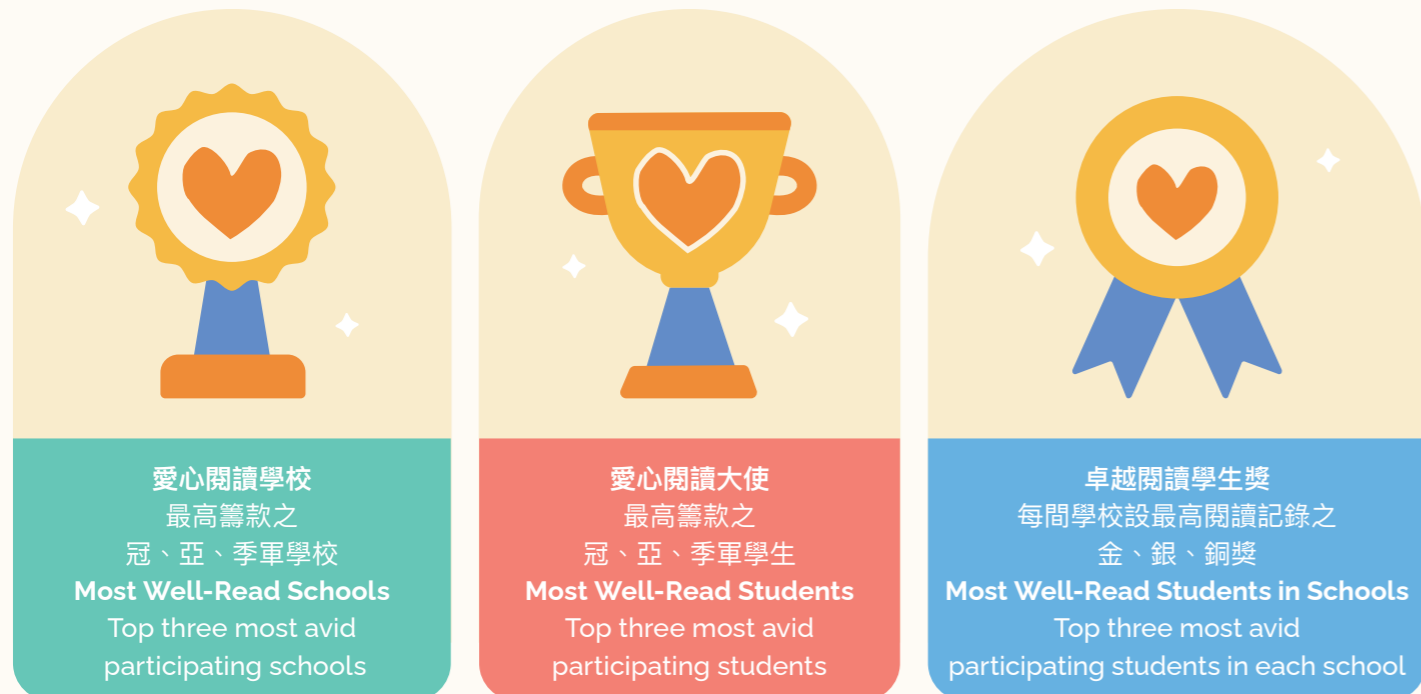 愛心閱讀學校
最高籌款之
冠、亞、季軍學校
Most Well-Read Schools
Top three most avid
participating schools
愛心閱讀大使
最高籌款之
冠、亞、季軍學生
Most Well-Read Students
Top three most avid
participating students
卓越閱讀學生獎
每間學校設最高閱讀記錄之
金、銀、銅獎
Most Well-Read Students in Schools
Top three most avid
participating students in each school